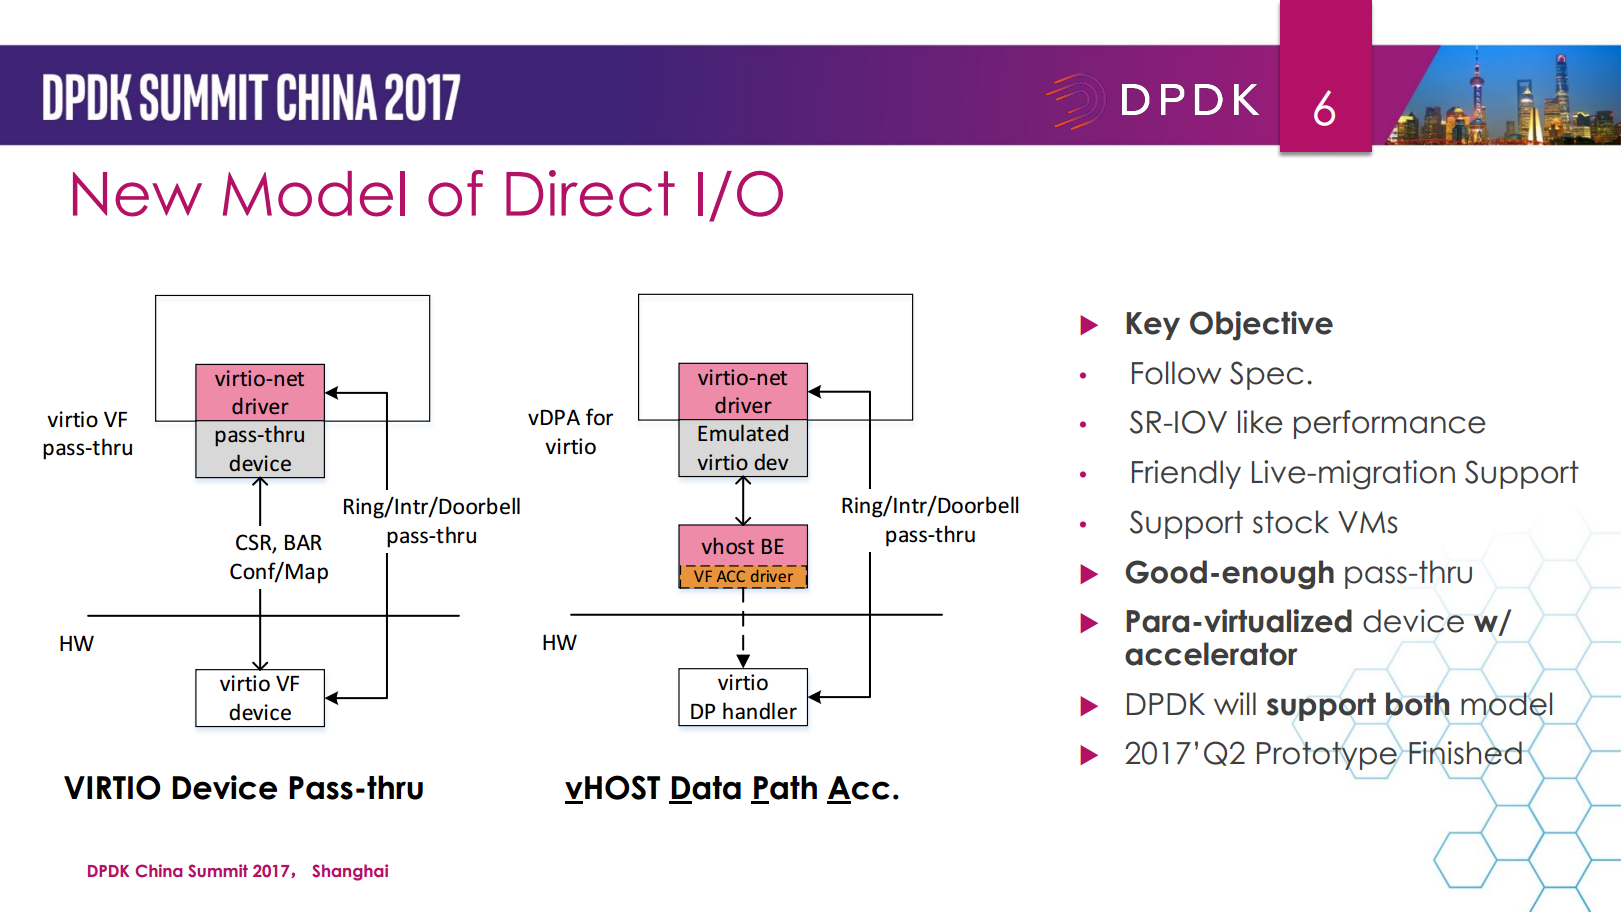 DPDK SUMMIT CHINA 2017
DPDK
6
New Model of Direct I/O
virtio VF
pass-thru
virtio-net
driver
pass-thru
device
CSR, BAR
Conf/Map
Ring/Intr/Doorbell
pass-thru
HW
virtio VF
device
VIRTIO Device Pass-thru
vDPA for
virtio
virtio-net
driver
Emulated
virtio dev
vhost BE
VF ACC driver
Ring/Intr/Doorbell
pass-thru
HW
virtio
DP handler
vHOST Data Path Acc.
Key Objective
• Follow Spec.
• SR-IOV like performance
• Friendly Live-migration Support
• Support stock VMs
Good-enough pass-thru
Para-virtualized device w/
accelerator
DPDK will support both model
2017’Q2 Prototype Finished
DPDK China Summit 2017， Shanghai